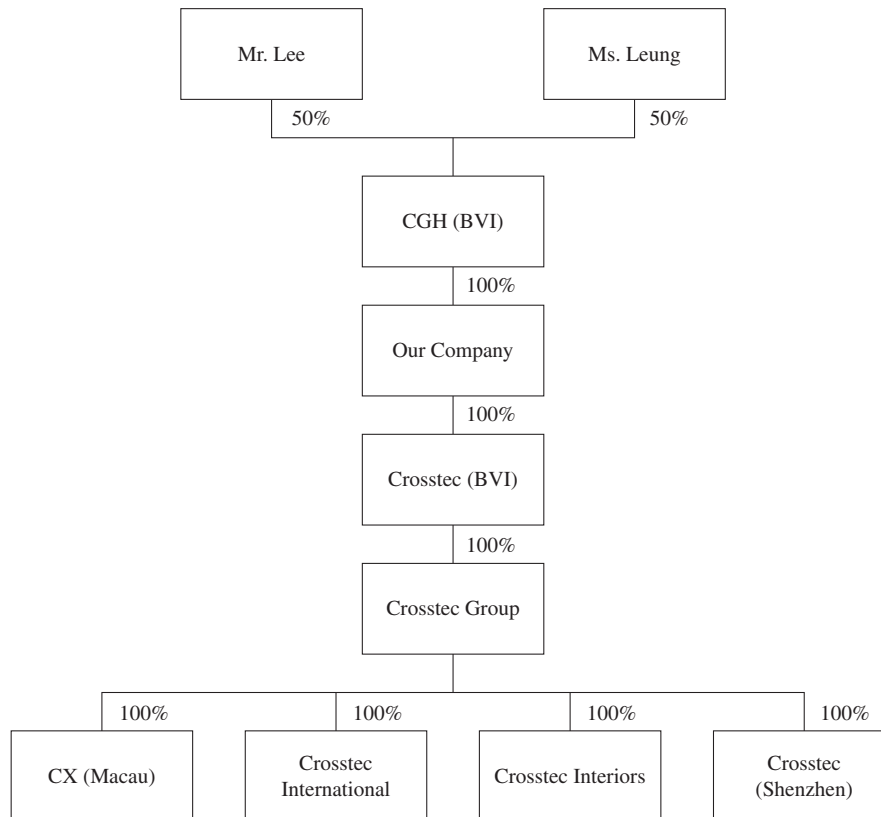 Mr. Lee
Ms. Leung
50%
50%
CGH (BVI)
100%
Our Company
100%
Crosstec (BVI)
100%
Crosstec Group
100%
100%
100%
100%
CX (Macau)
Crosstec
International
Crosstec Interiors
Crosstec
(Shenzhen)